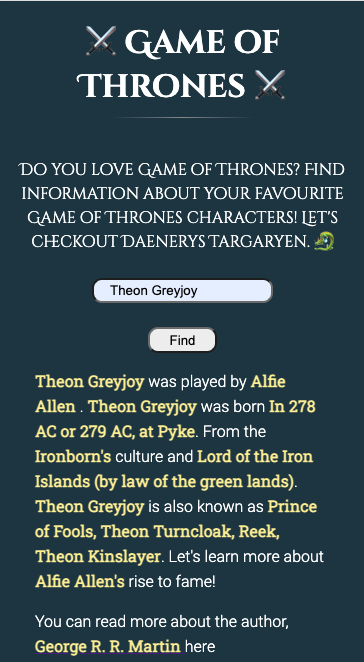 ⚔️ Game of
Thrones ⚔️
Do you love Game of Thrones? Find
information about your favourite
Game of Thrones characters! Let's
checkout Daenerys Targaryen. 🐉
Theon Greyjoy
Find
Theon Greyjoy was played by Alfie
Allen . Theon Greyjoy was born In 278
AC or 279 AC, at Pyke. From the
Ironborn's culture and Lord of the Iron
Islands (by law of the green lands).
Theon Greyjoy is also known as Prince
of Fools, Theon Turncloak, Reek,
Theon Kinslayer. Let's learn more about
Alfie Allen's rise to fame!
You can read more about the author,
George R. R. Martin here